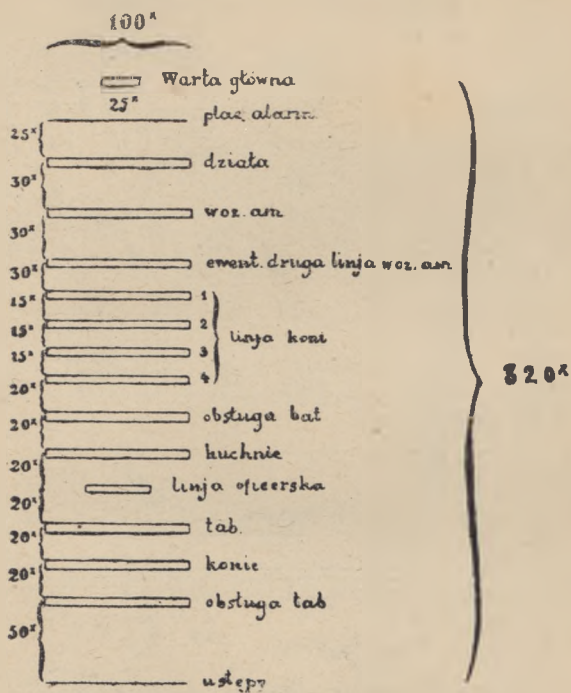 100ˣ
Warta główna
25ˣ
plac alarm.
25ˣ
działa
30ˣ
woz. am
30ˣ
ewent. druga linja woz. am
30ˣ
1
15ˣ
2
15ˣ
linja koni
3
15ˣ
4
320ˣ
20ˣ
obsługa bat
20ˣ
kuchnie
20ˣ
linja oficerska
20ˣ
tab.
20ˣ
konie
20ˣ
obsługa tab
50ˣ
ustępy